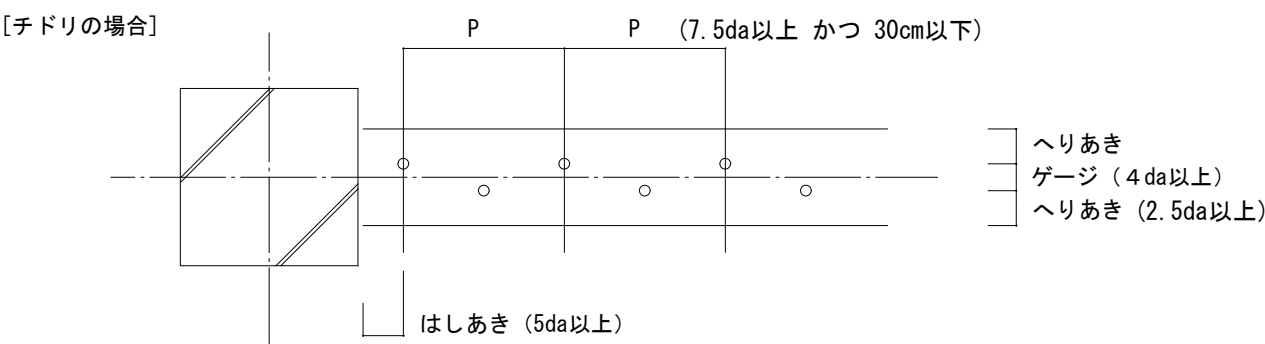 [チドリの場合]
P P (7.5da以上 かつ 30cm以下)
へりあき
ゲージ (4da以上)
へりあき (2.5da以上)
はしあき (5da以上)